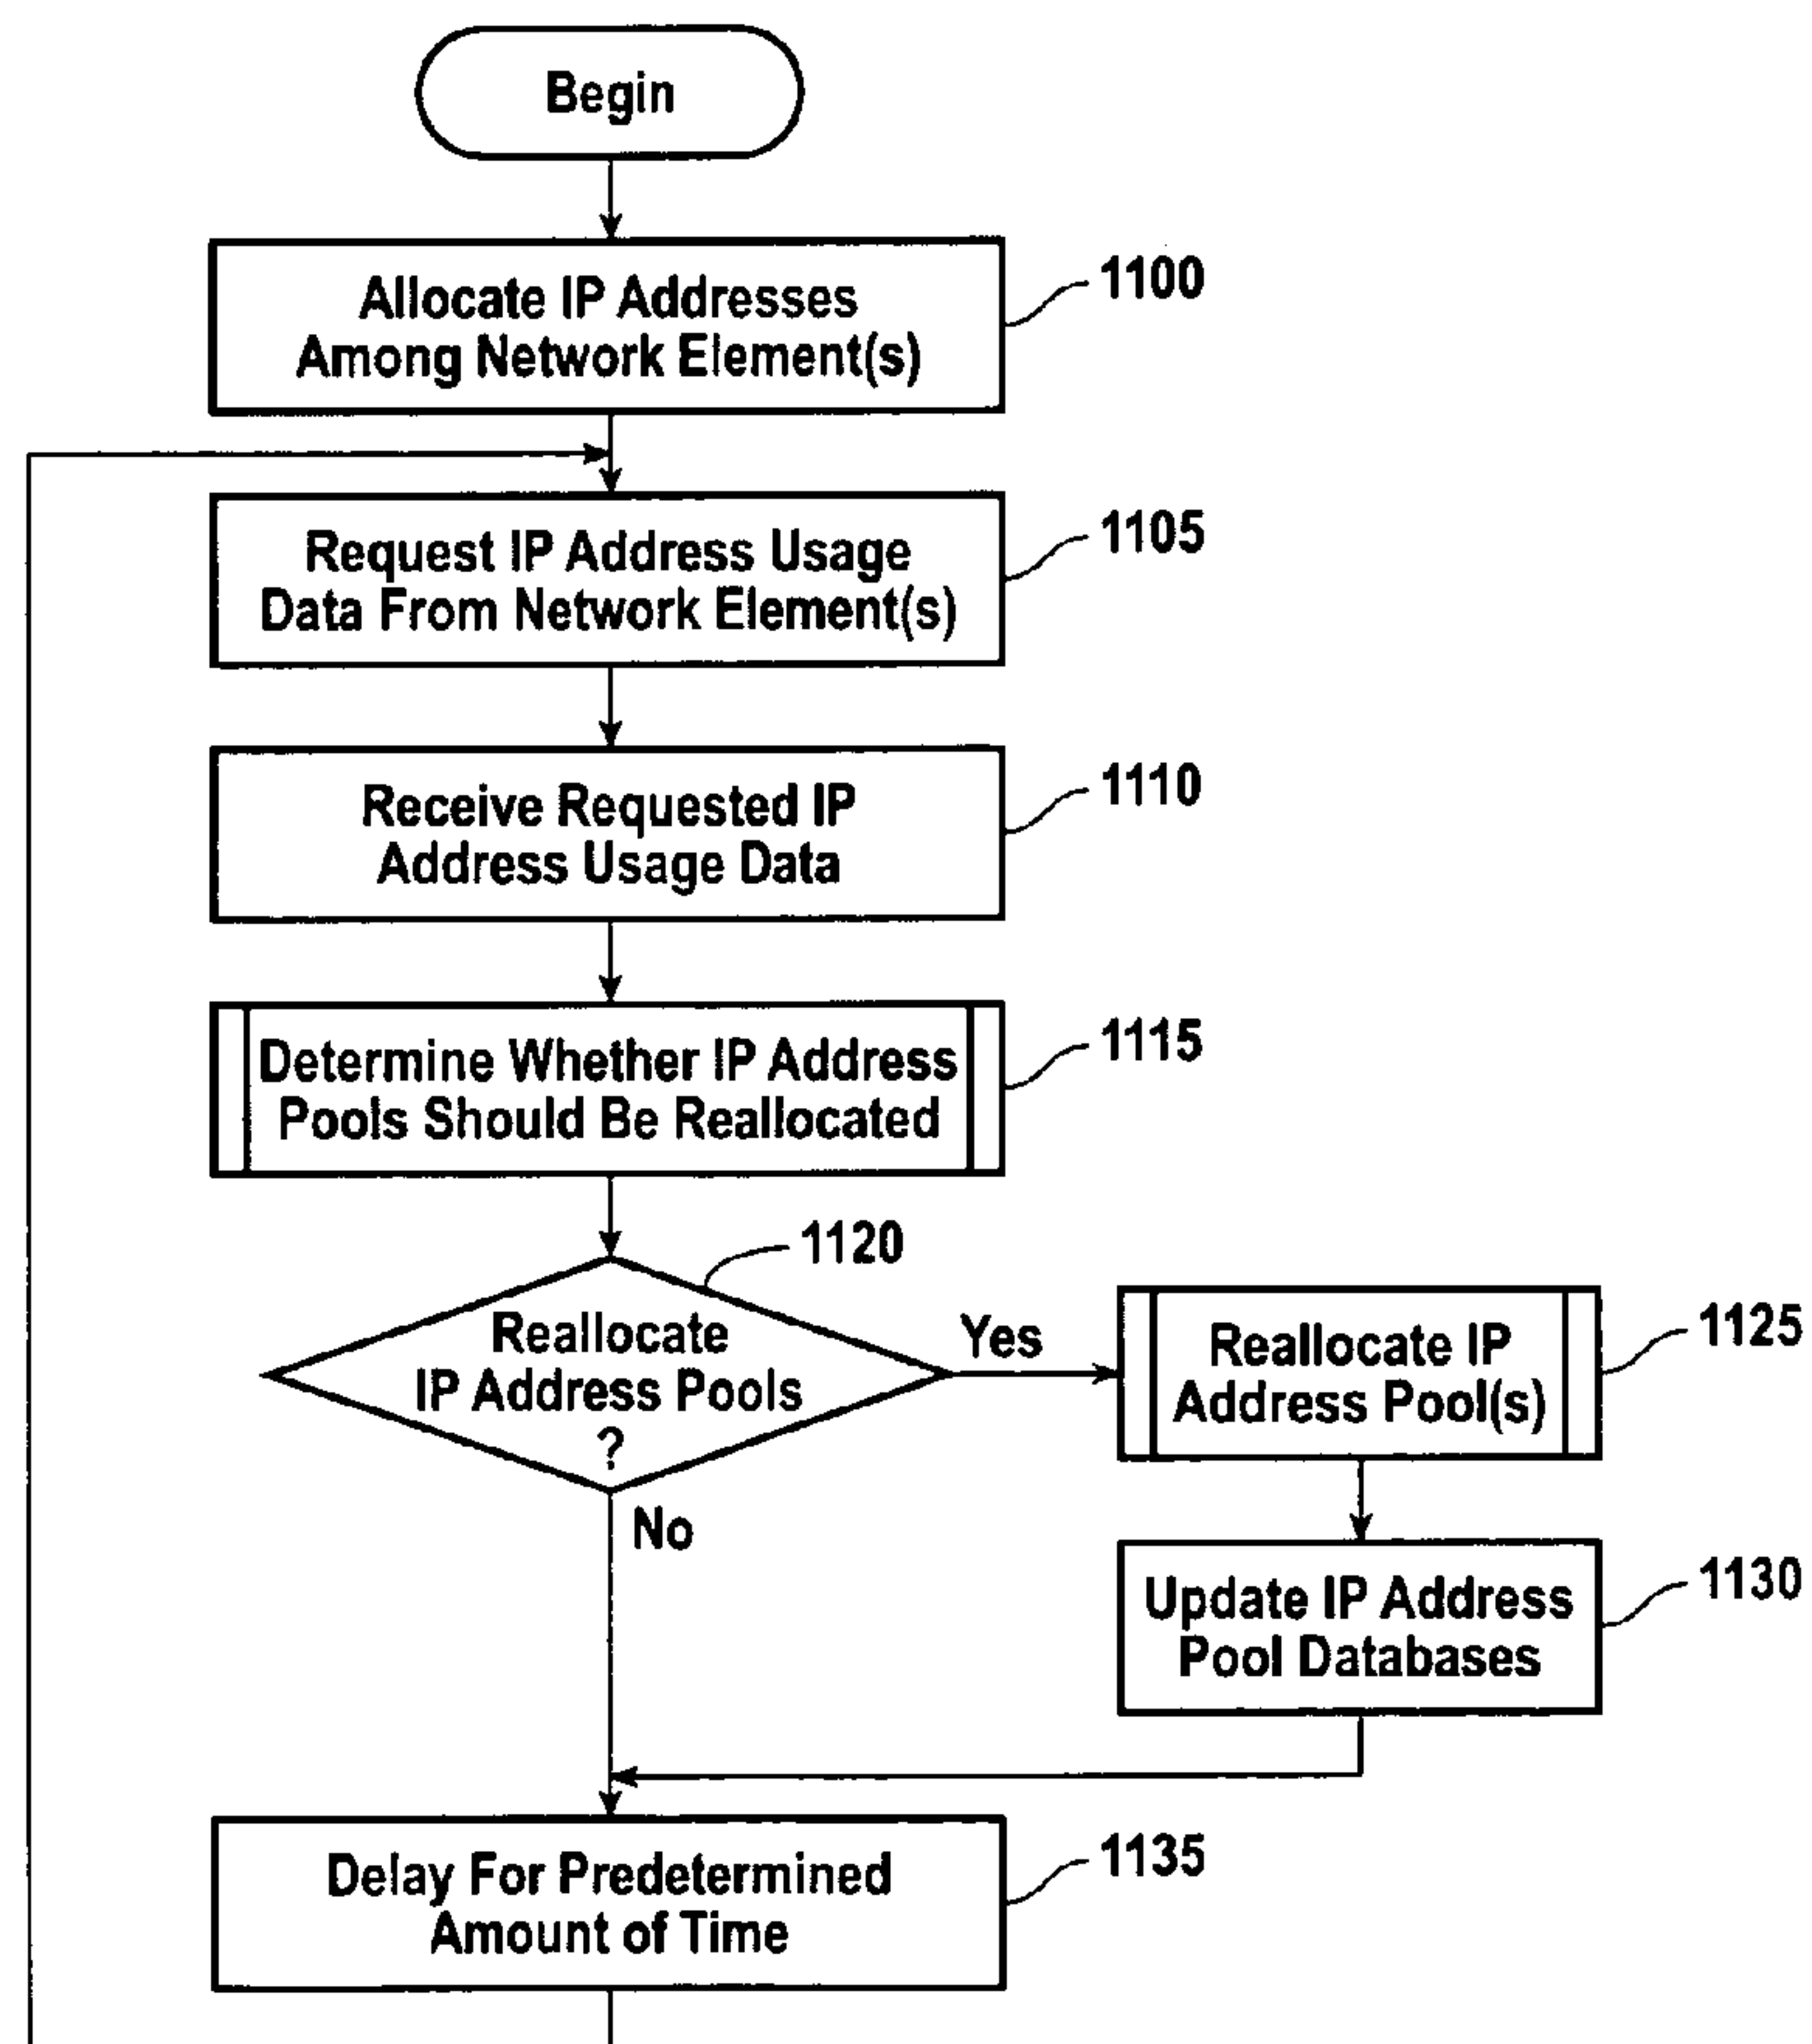 Begin
Allocate IP Addresses
Among Network Element(s)
1100
Request IP Address Usage
Data From Network Element(s)
1105
Receive Requested IP
Address Usage Data
1110
Determine Whether IP Address
Pools Should Be Reallocated
1115
1120
Reallocate
IP Address Pools
?
Yes
No
Reallocate IP
Address Pool(s)
1125
Update IP Address
Pool Databases
1130
Delay For Predetermined
Amount of Time
1135